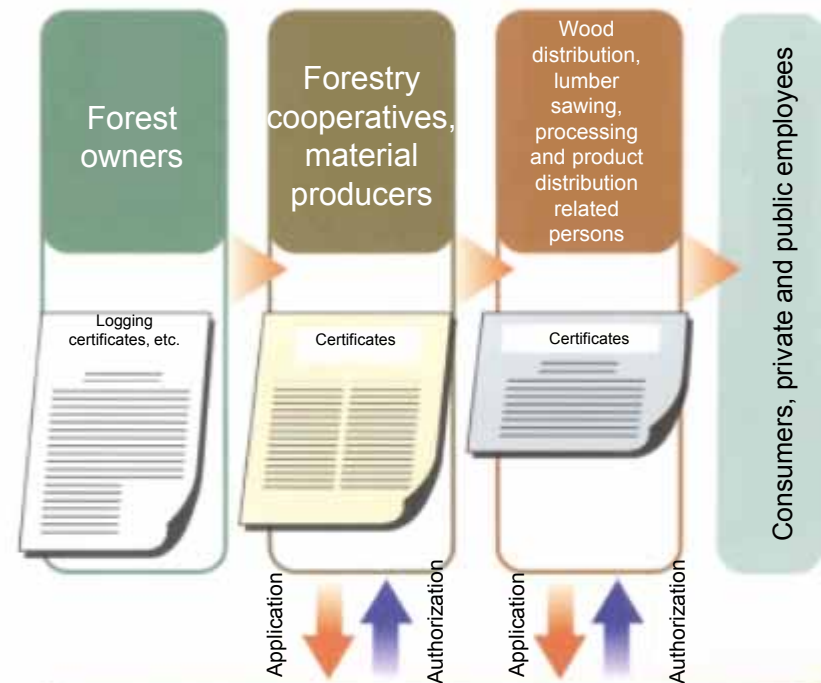 Forest
owners
Forestry
cooperatives,
material
producers
Wood
distribution,
lumber
sawing,
processing
and product
distribution
related
persons
Consumers, private and public employees
Logging
certificates, etc.
Certificates
Certificates
Application
Authorization
Application
Authorization